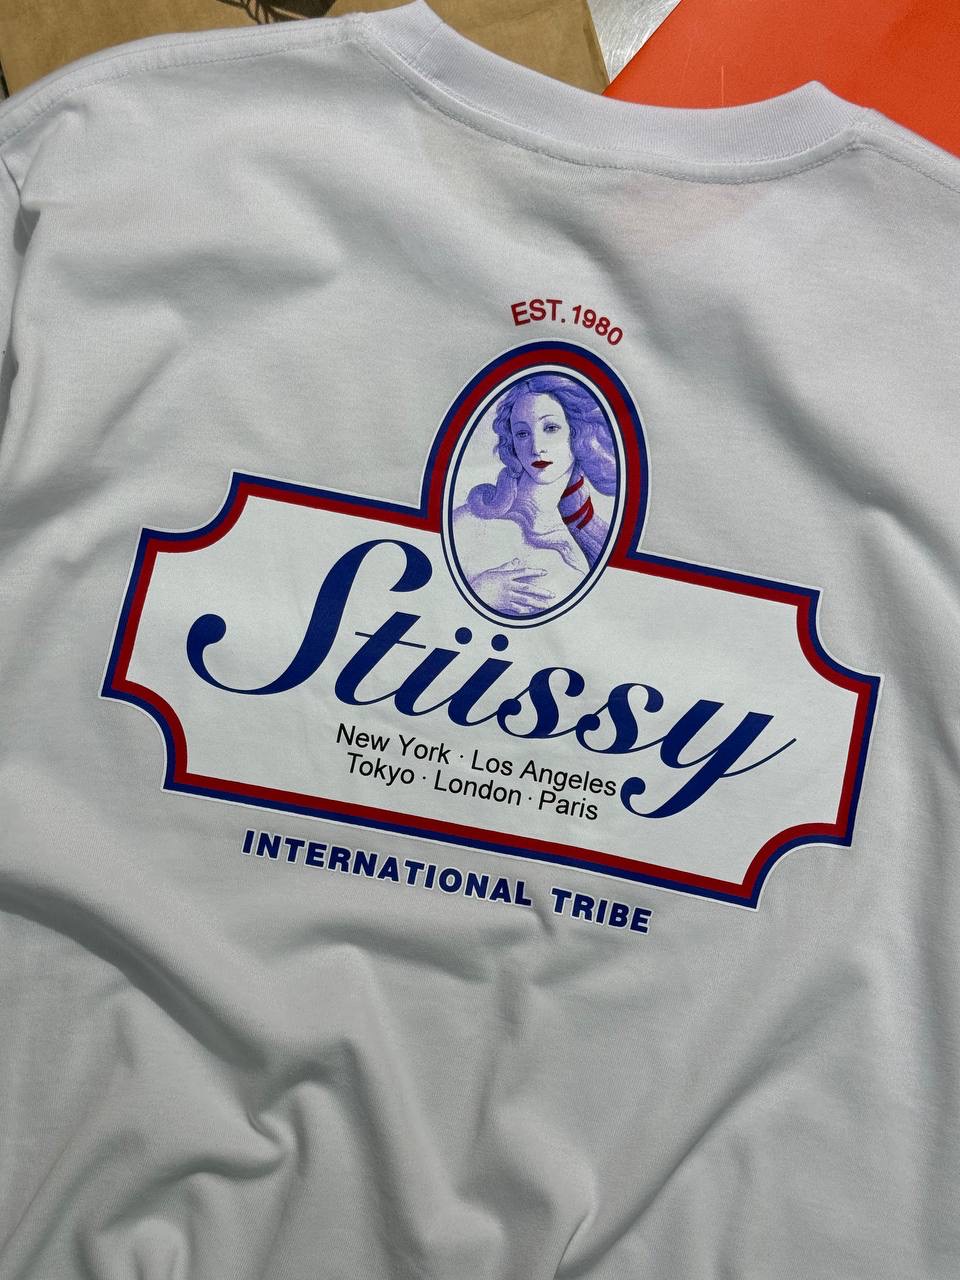 EST. 1980
Stüssy
New York · Los Angeles
Tokyo · London · Paris
INTERNATIONAL TRIBE